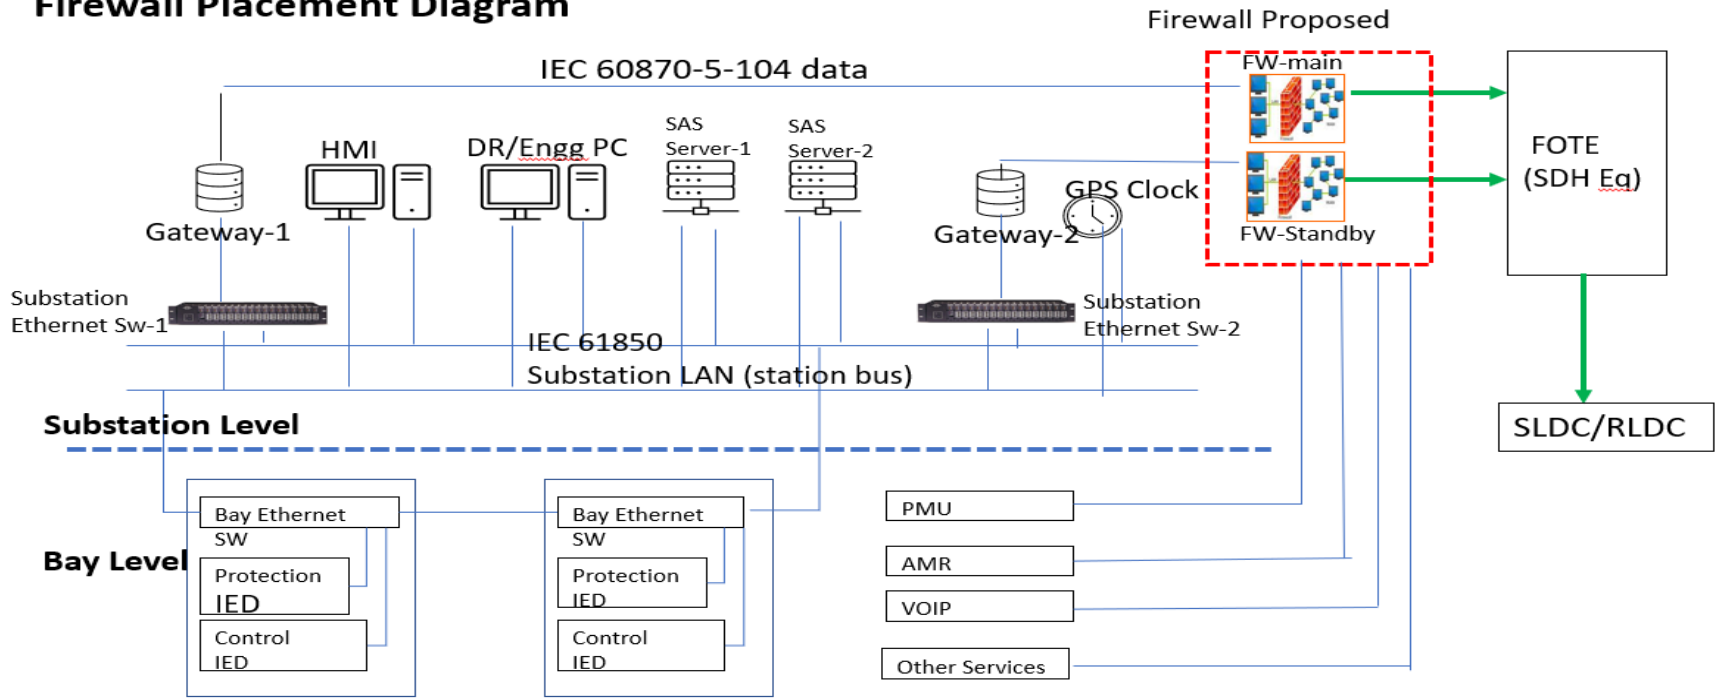 Firewall Placement Diagram
Firewall Proposed
IEC 60870-5-104 data
FW-main
HMI
DR/Engg PC
SAS
Server-1
SAS
Server-2
FOTE
(SDH Eq)
GPS Clock
Gateway-1
Gateway-2
FW-Standby
Substation
Ethernet Sw-1
Substation
Ethernet Sw-2
IEC 61850
Substation LAN (station bus)
Substation Level
SLDC/RLDC
Bay Level
Bay Ethernet
SW
Protection
IED
Control
IED
Bay Ethernet
SW
Protection
IED
Control
IED
PMU
AMR
VOIP
Other Services